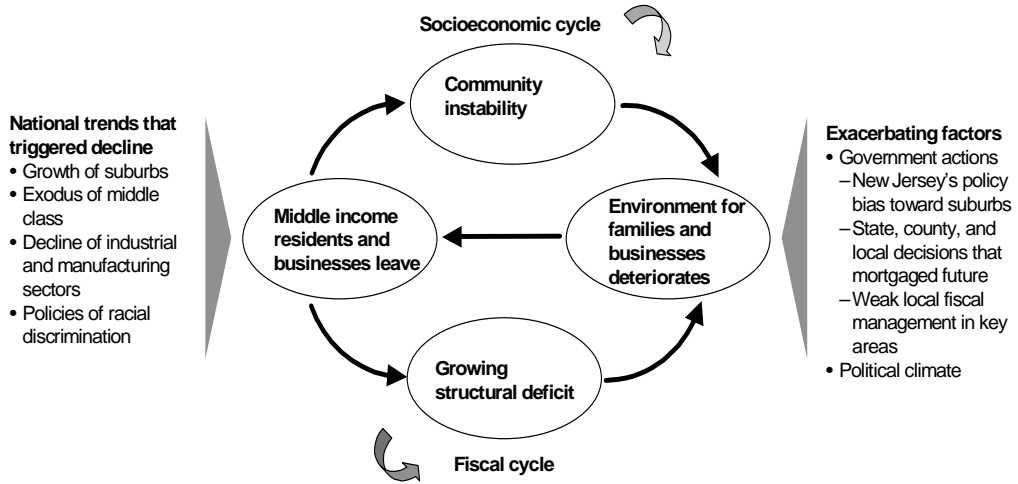 Socioeconomic cycle
Community
instability
National trends that
triggered decline
• Growth of suburbs
• Exodus of middle
class
• Decline of industrial
and manufacturing
sectors
• Policies of racial
discrimination
Middle income
residents and
businesses leave
Environment for
families and
businesses
deteriorates
Exacerbating factors
• Government actions
–New Jersey's policy
bias toward suburbs
–State, county, and
local decisions that
mortgaged future
–Weak local fiscal
management in key
areas
• Political climate
Growing
structural deficit
Fiscal cycle